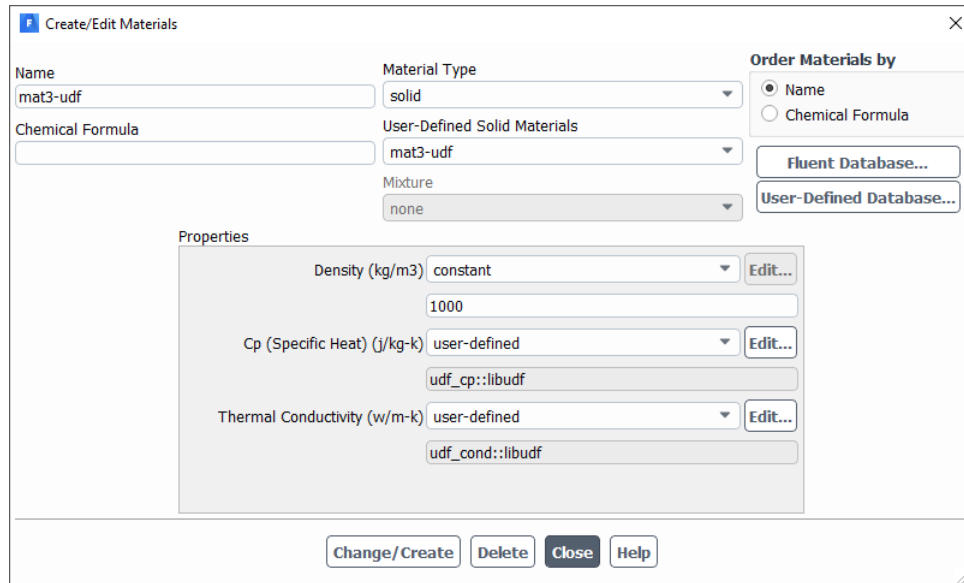 F Create/Edit Materials
Name
mat3-udf
Chemical Formula
Material Type
solid
User-Defined Solid Materials
mat3-udf
Mixture
none
Order Materials by
Name
Chemical Formula
Fluent Database...
User-Defined Database...
Properties
Density (kg/m3) constant Edit...
1000
Cp (Specific Heat) (j/kg-k) user-defined Edit...
udf_cp::libudf
Thermal Conductivity (w/m-k) user-defined Edit...
udf_cond::libudf
Change/Create Delete Close Help